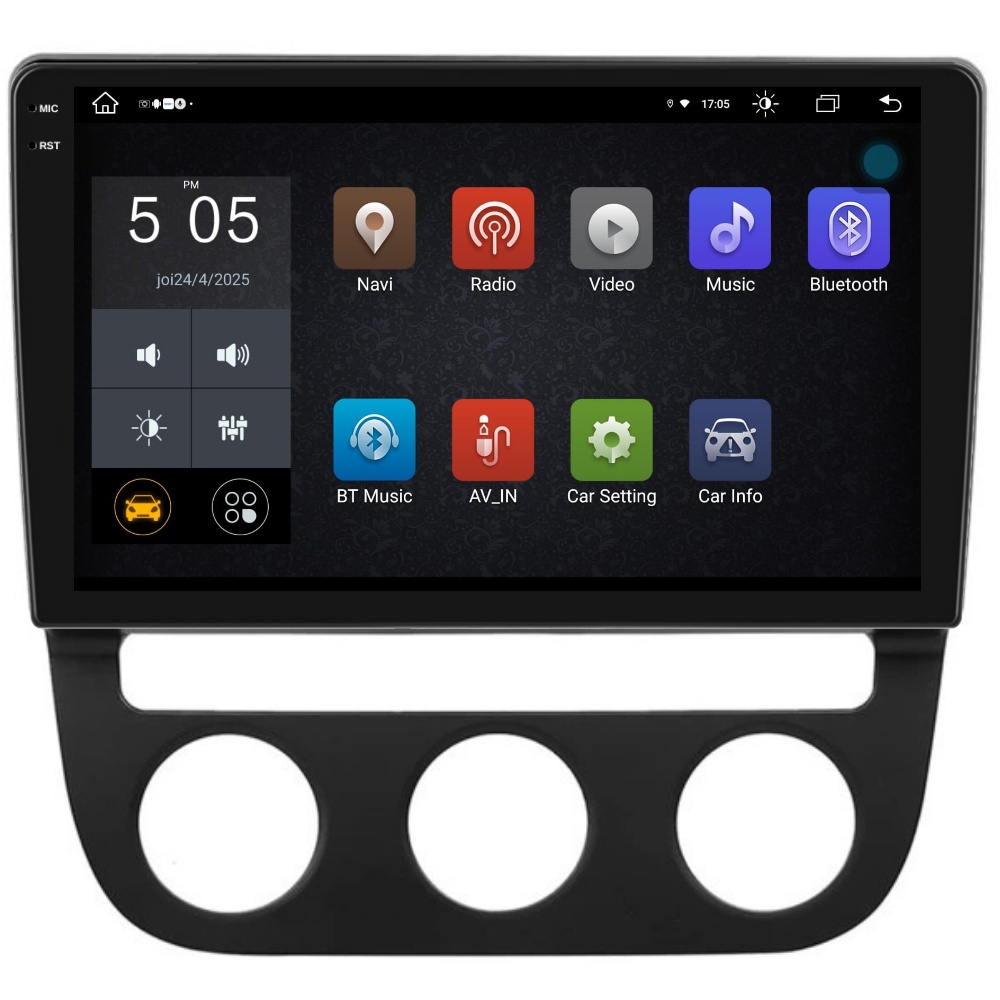 MIC
RST
17:05
PM
5 05
joi24/4/2025
Navi
Radio
Video
Music
Bluetooth
BT Music
AV_IN
Car Setting
Car Info